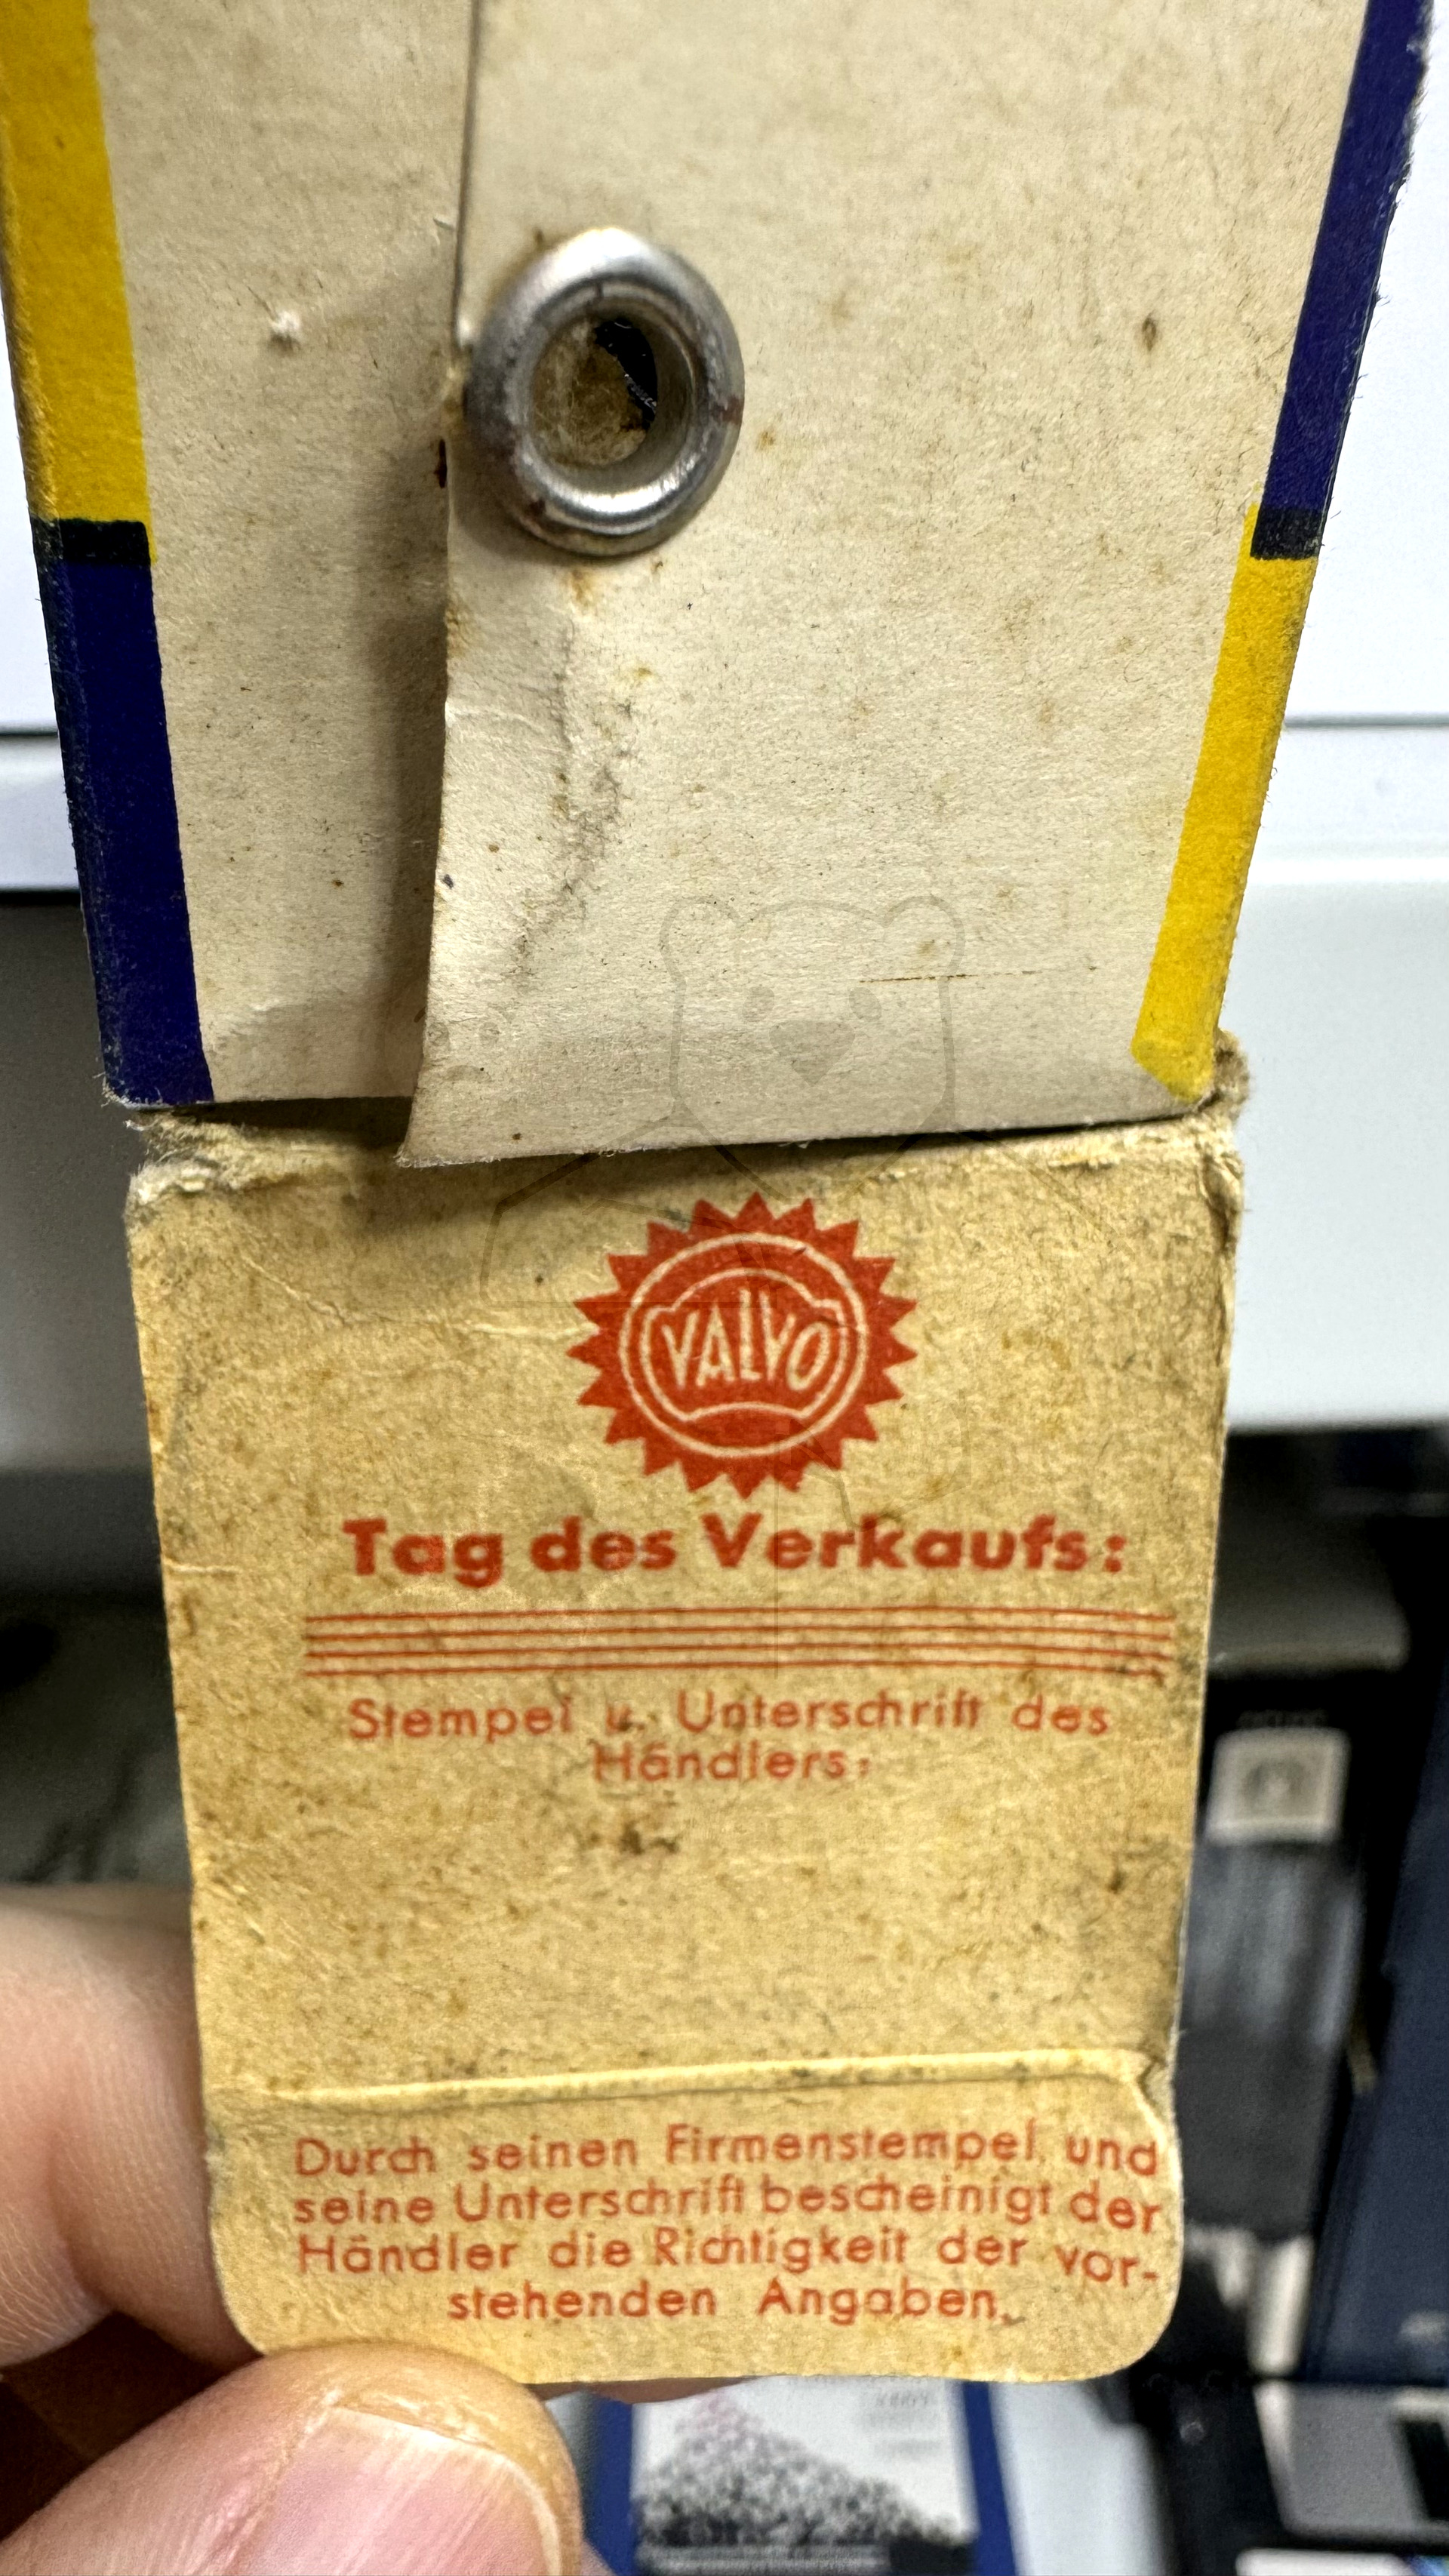 VALVO
Tag des Verkaufs:
Stempel u. Unterschrift des
Händlers:
Durch seinen Firmenstempel und
seine Unterschrift bescheinigt der
Händler die Richtigkeit der vor-
stehenden Angaben.